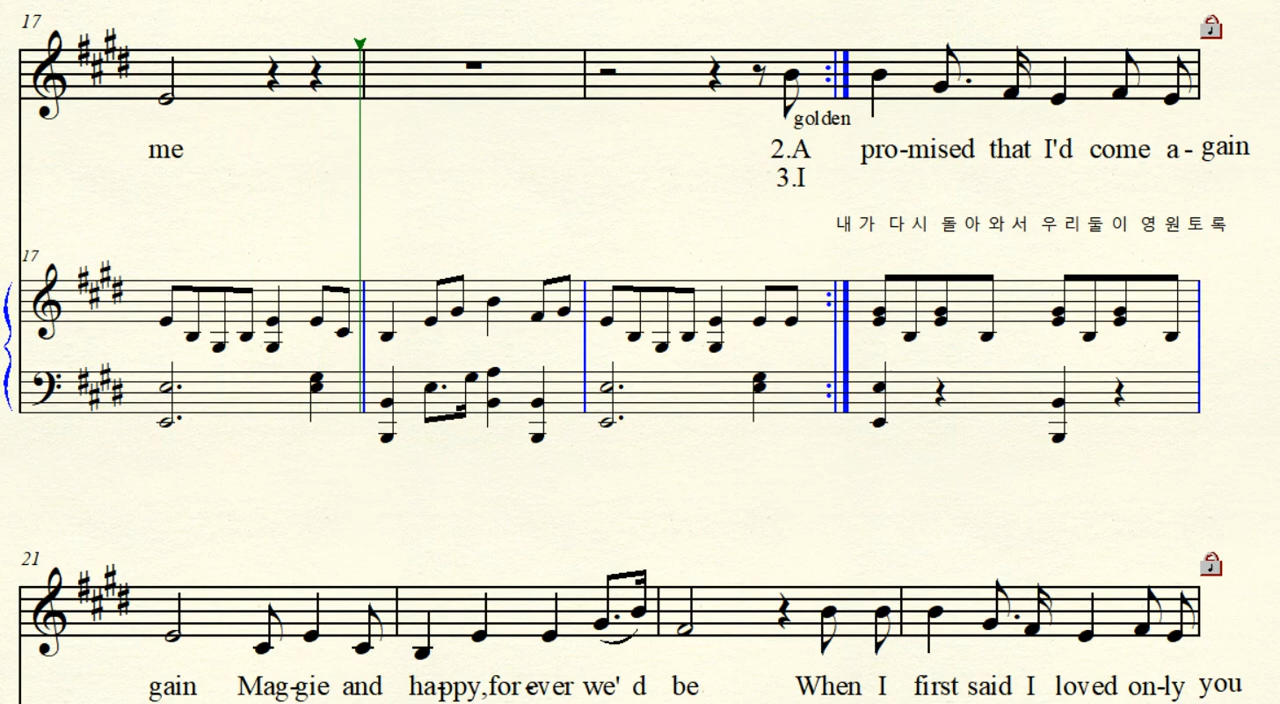 17
golden
me 2.A pro-mised that I'd come a-gain
3.I
내가 다시 돌아와서 우리둘이 영원토록
17
21
gain Mag-gie and happy,for-ever we'd be When I first said I loved on-ly you